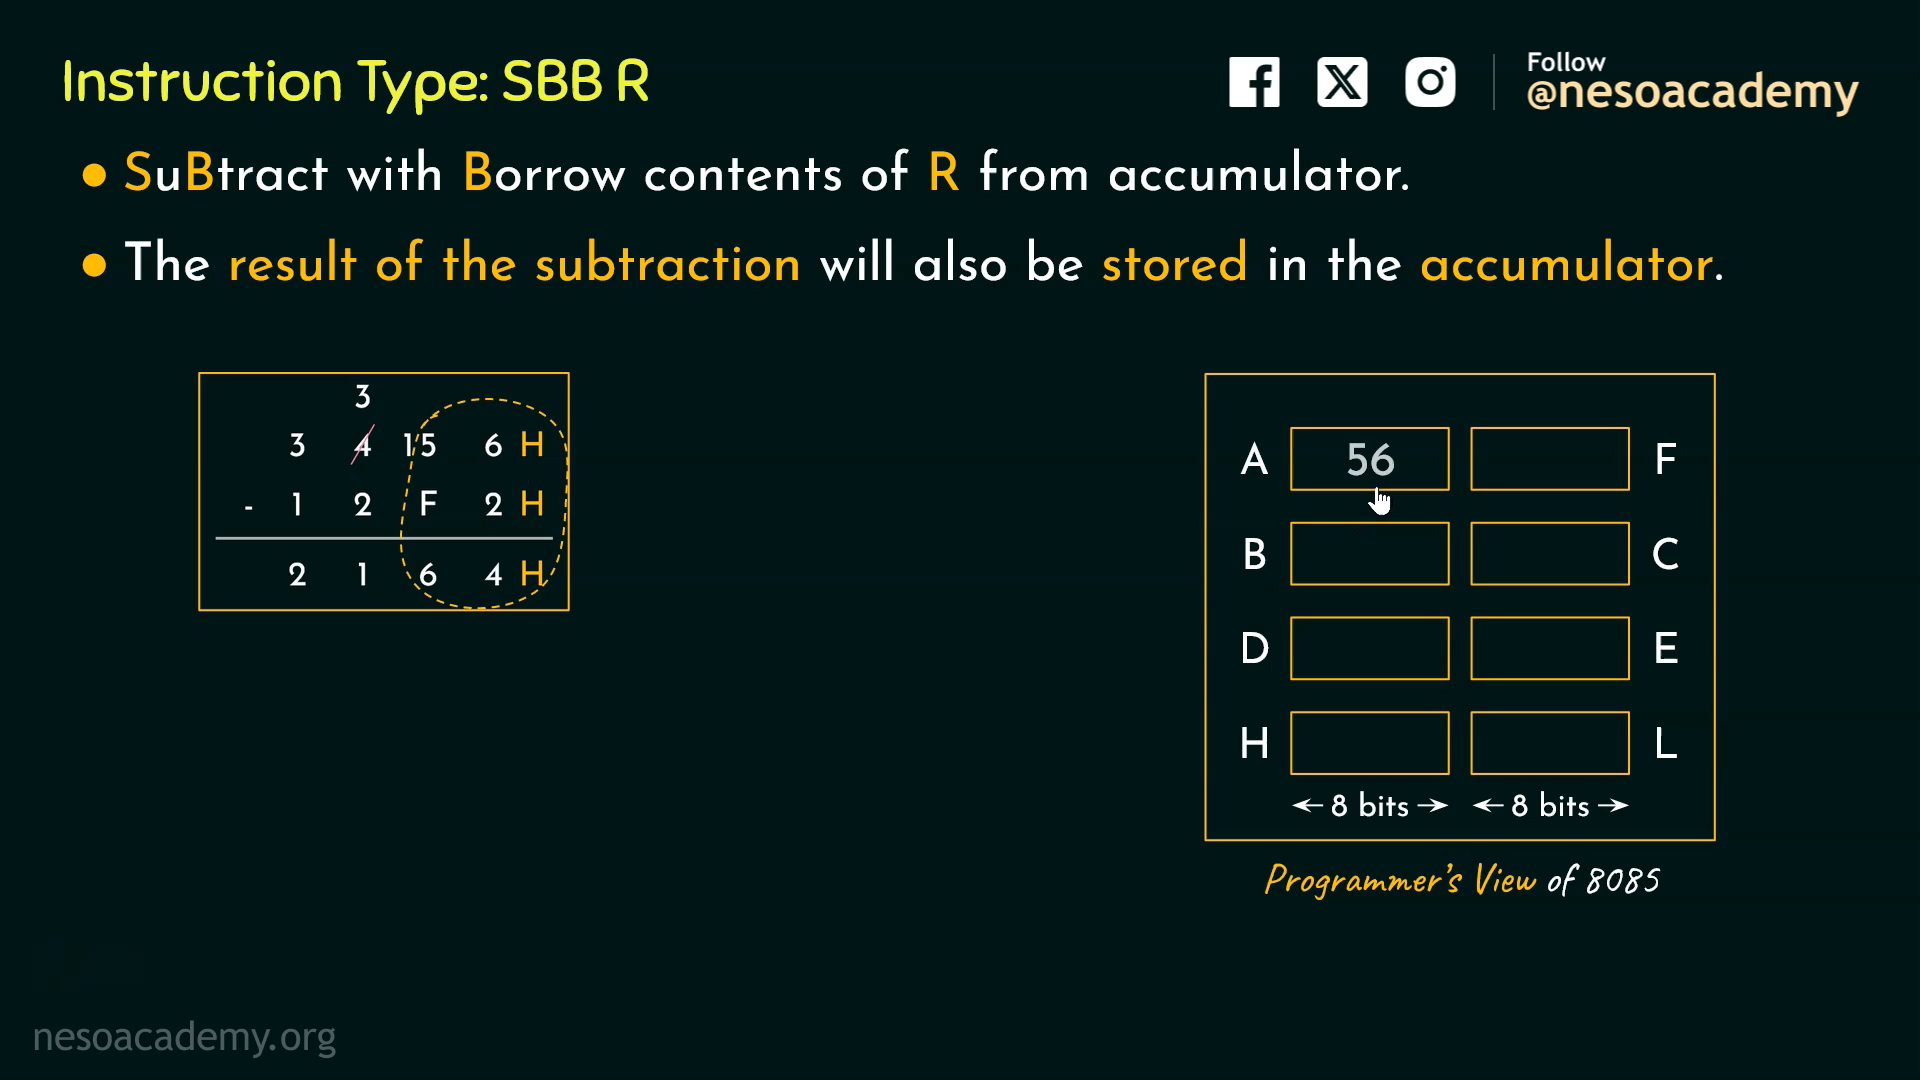 Instruction Type: SBB R
Follow
@nesoacademy
SuBtract with Borrow contents of R from accumulator.
The result of the subtraction will also be stored in the accumulator.
3
3 4 15 6 H
- 1 2 F 2 H
2 1 6 4 H
A 56 F
B C
D E
H L
8 bits 8 bits
Programmer's View of 8085
nesoacademy.org